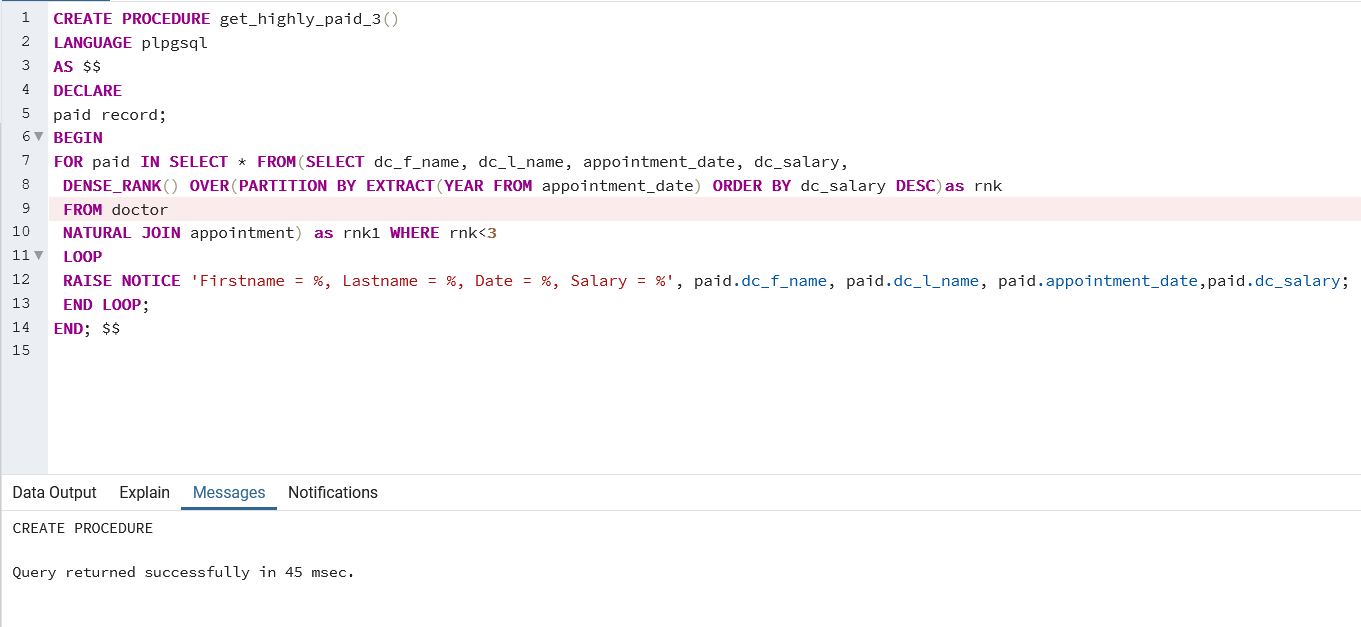 1 CREATE PROCEDURE get_highly_paid_3()
2 LANGUAGE plpgsql
3 AS $$
4 DECLARE
5 paid record;
6 BEGIN
7 FOR paid IN SELECT * FROM(SELECT dc_f_name, dc_l_name, appointment_date, dc_salary,
8 DENSE_RANK() OVER(PARTITION BY EXTRACT(YEAR FROM appointment_date) ORDER BY dc_salary DESC)as rnk
9 FROM doctor
10 NATURAL JOIN appointment) as rnk1 WHERE rnk<3
11 LOOP
12 RAISE NOTICE 'Firstname = %, Lastname = %, Date = %, Salary = %', paid.dc_f_name, paid.dc_l_name, paid.appointment_date,paid.dc_salary;
13 END LOOP;
14 END; $$
15
Data Output Explain Messages Notifications
CREATE PROCEDURE
Query returned successfully in 45 msec.